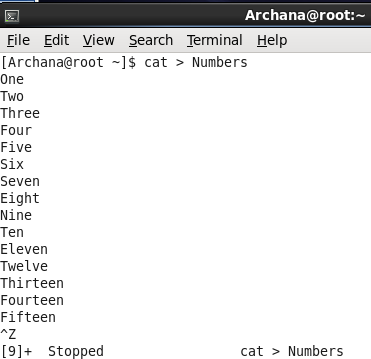 Archana@root:~
File Edit View Search Terminal Help
[Archana@root ~]$ cat > Numbers
One
Two
Three
Four
Five
Six
Seven
Eight
Nine
Ten
Eleven
Twelve
Thirteen
Fourteen
Fifteen
^Z
[9]+  Stopped                 cat > Numbers